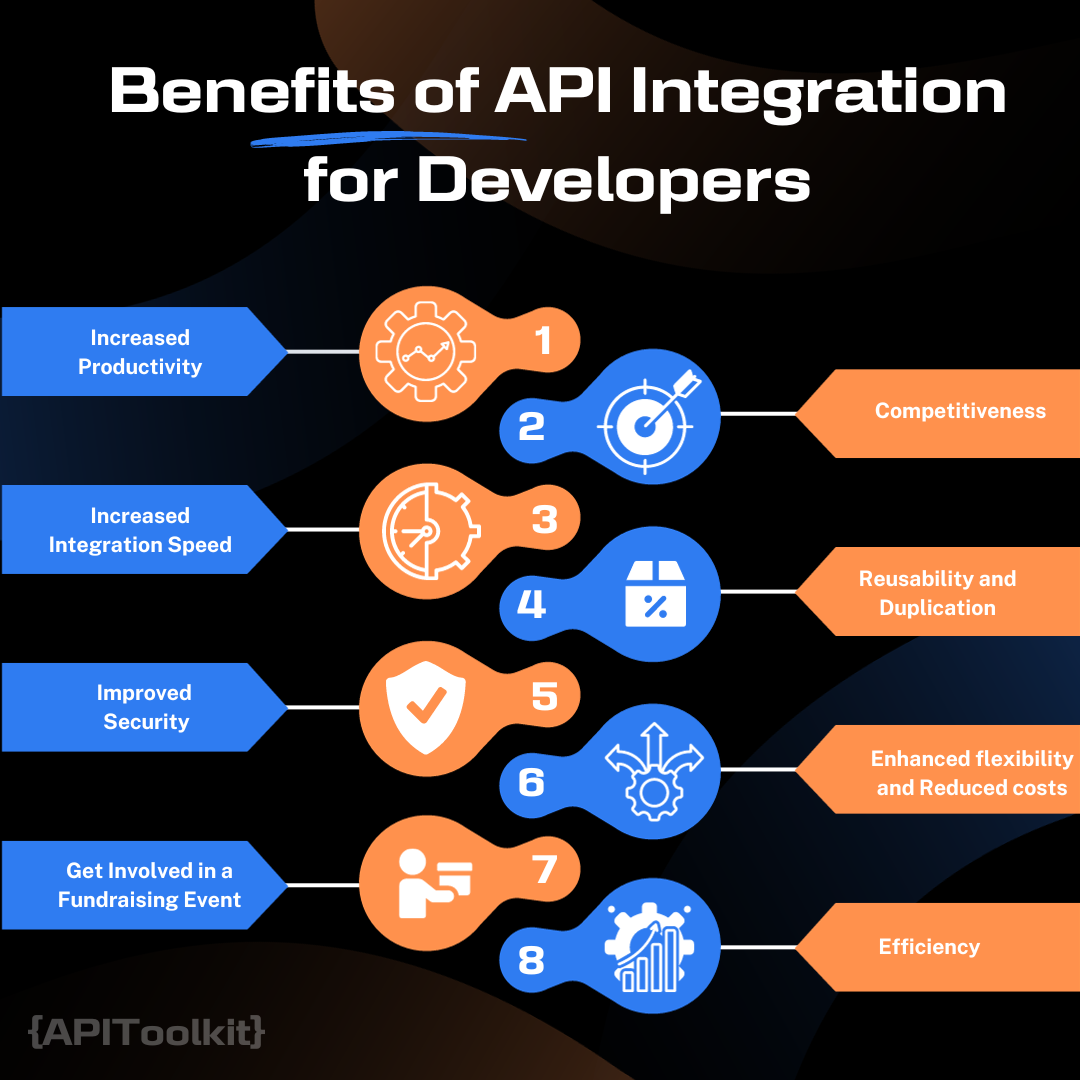 Benefits of API Integration
for Developers
Increased
Productivity
1
2
Competitiveness
Increased
Integration Speed
3
4
Reusability and
Duplication
Improved
Security
5
6
Enhanced flexibility
and Reduced costs
Get Involved in a
Fundraising Event
7
8
Efficiency
{APIToolkit}